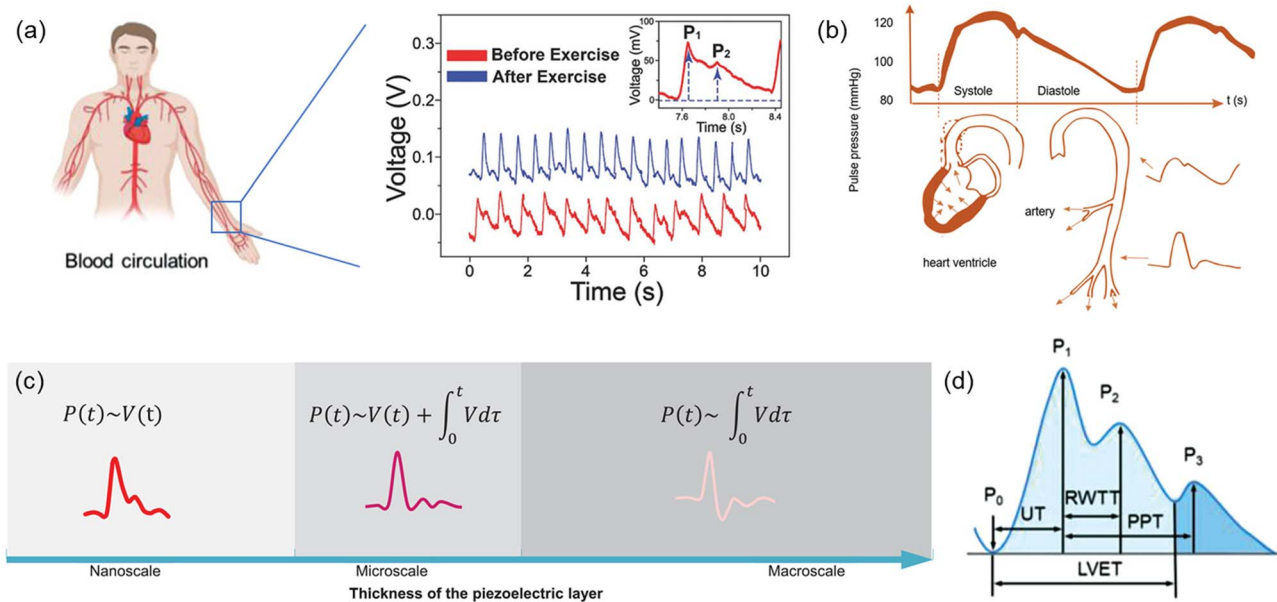 (a)
Blood circulation
Voltage (V)
0.3
0.2
0.1
0.0
Before Exercise
After Exercise
Voltage (mV)
100
50
0
P1
P2
7.6
8.0
8.4
Time (s)
0
2
4
6
8
10
Time (s)
(b)
Pulse pressure (mmHg)
120
100
80
Systole
Diastole
t (s)
artery
heart ventricle
(c)
P(t)~V(t)
P(t)~V(t) + ∫₀ᵗ Vdτ
P(t)~ ∫₀ᵗ Vdτ
Nanoscale
Microscale
Macroscale
Thickness of the piezoelectric layer
(d)
P1
P2
P3
P0
UT
RWTT
PPT
LVET